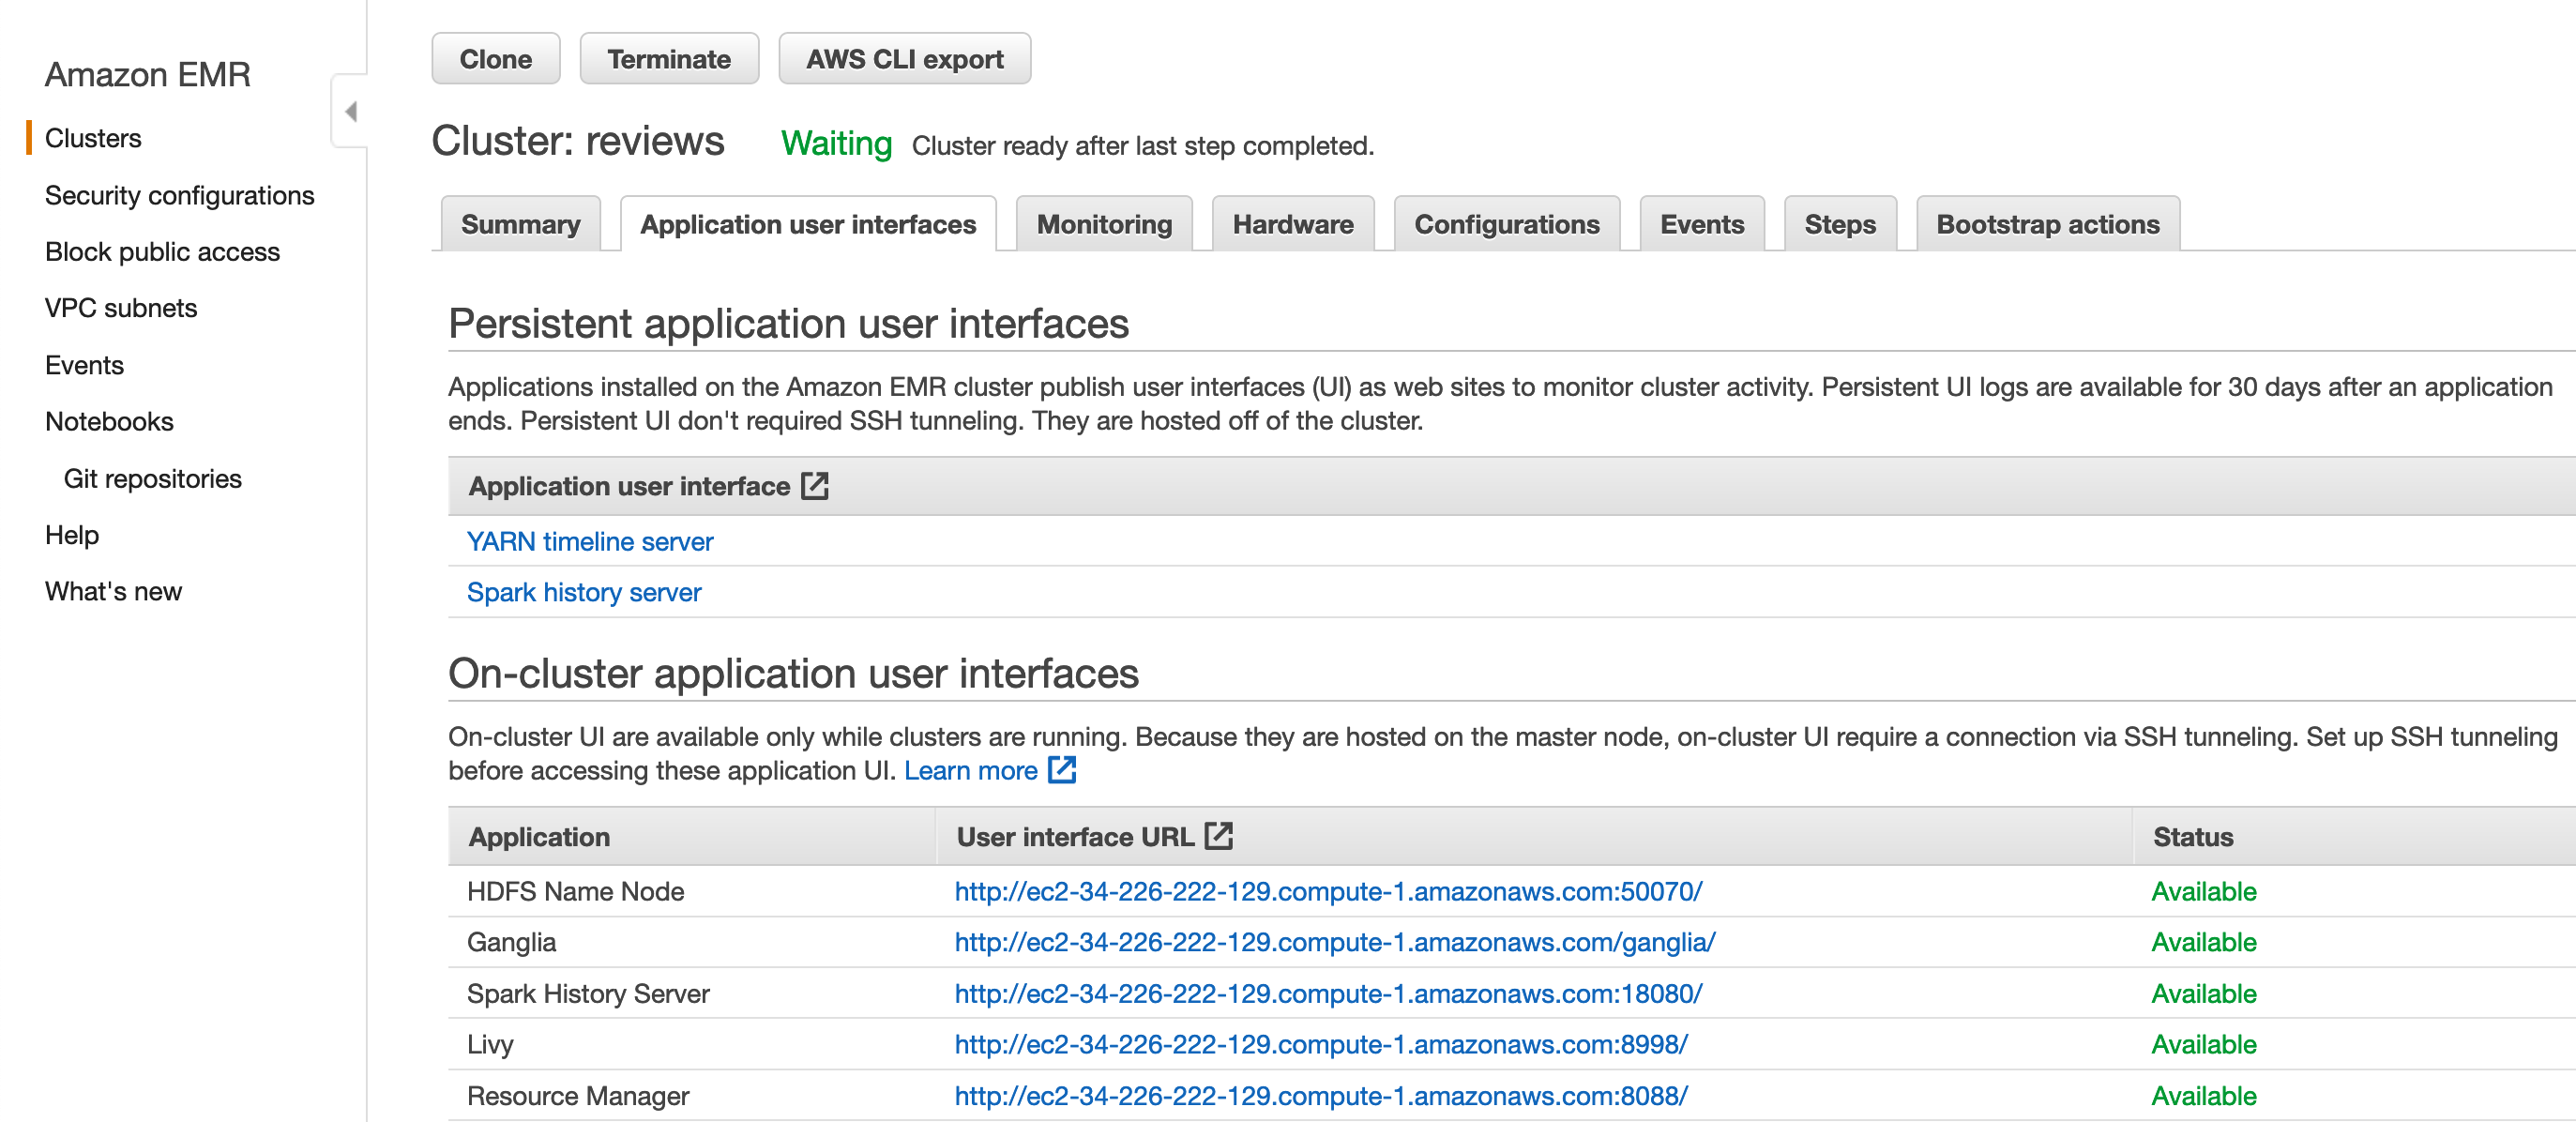 Amazon EMR
Clusters
Security configurations
Block public access
VPC subnets
Events
Notebooks
Git repositories
Help
What's new
Clone Terminate AWS CLI export
Cluster: reviews Waiting Cluster ready after last step completed.
Summary Application user interfaces Monitoring Hardware Configurations Events Steps Bootstrap actions
Persistent application user interfaces
Applications installed on the Amazon EMR cluster publish user interfaces (UI) as web sites to monitor cluster activity. Persistent UI logs are available for 30 days after an application
ends. Persistent UI don't required SSH tunneling. They are hosted off of the cluster.
Application user interface
YARN timeline server
Spark history server
On-cluster application user interfaces
On-cluster UI are available only while clusters are running. Because they are hosted on the master node, on-cluster UI require a connection via SSH tunneling. Set up SSH tunneling
before accessing these application UI. Learn more
Application User interface URL Status
HDFS Name Node http://ec2-34-226-222-129.compute-1.amazonaws.com:50070/ Available
Ganglia http://ec2-34-226-222-129.compute-1.amazonaws.com/ganglia/ Available
Spark History Server http://ec2-34-226-222-129.compute-1.amazonaws.com:18080/ Available
Livy http://ec2-34-226-222-129.compute-1.amazonaws.com:8998/ Available
Resource Manager http://ec2-34-226-222-129.compute-1.amazonaws.com:8088/ Available